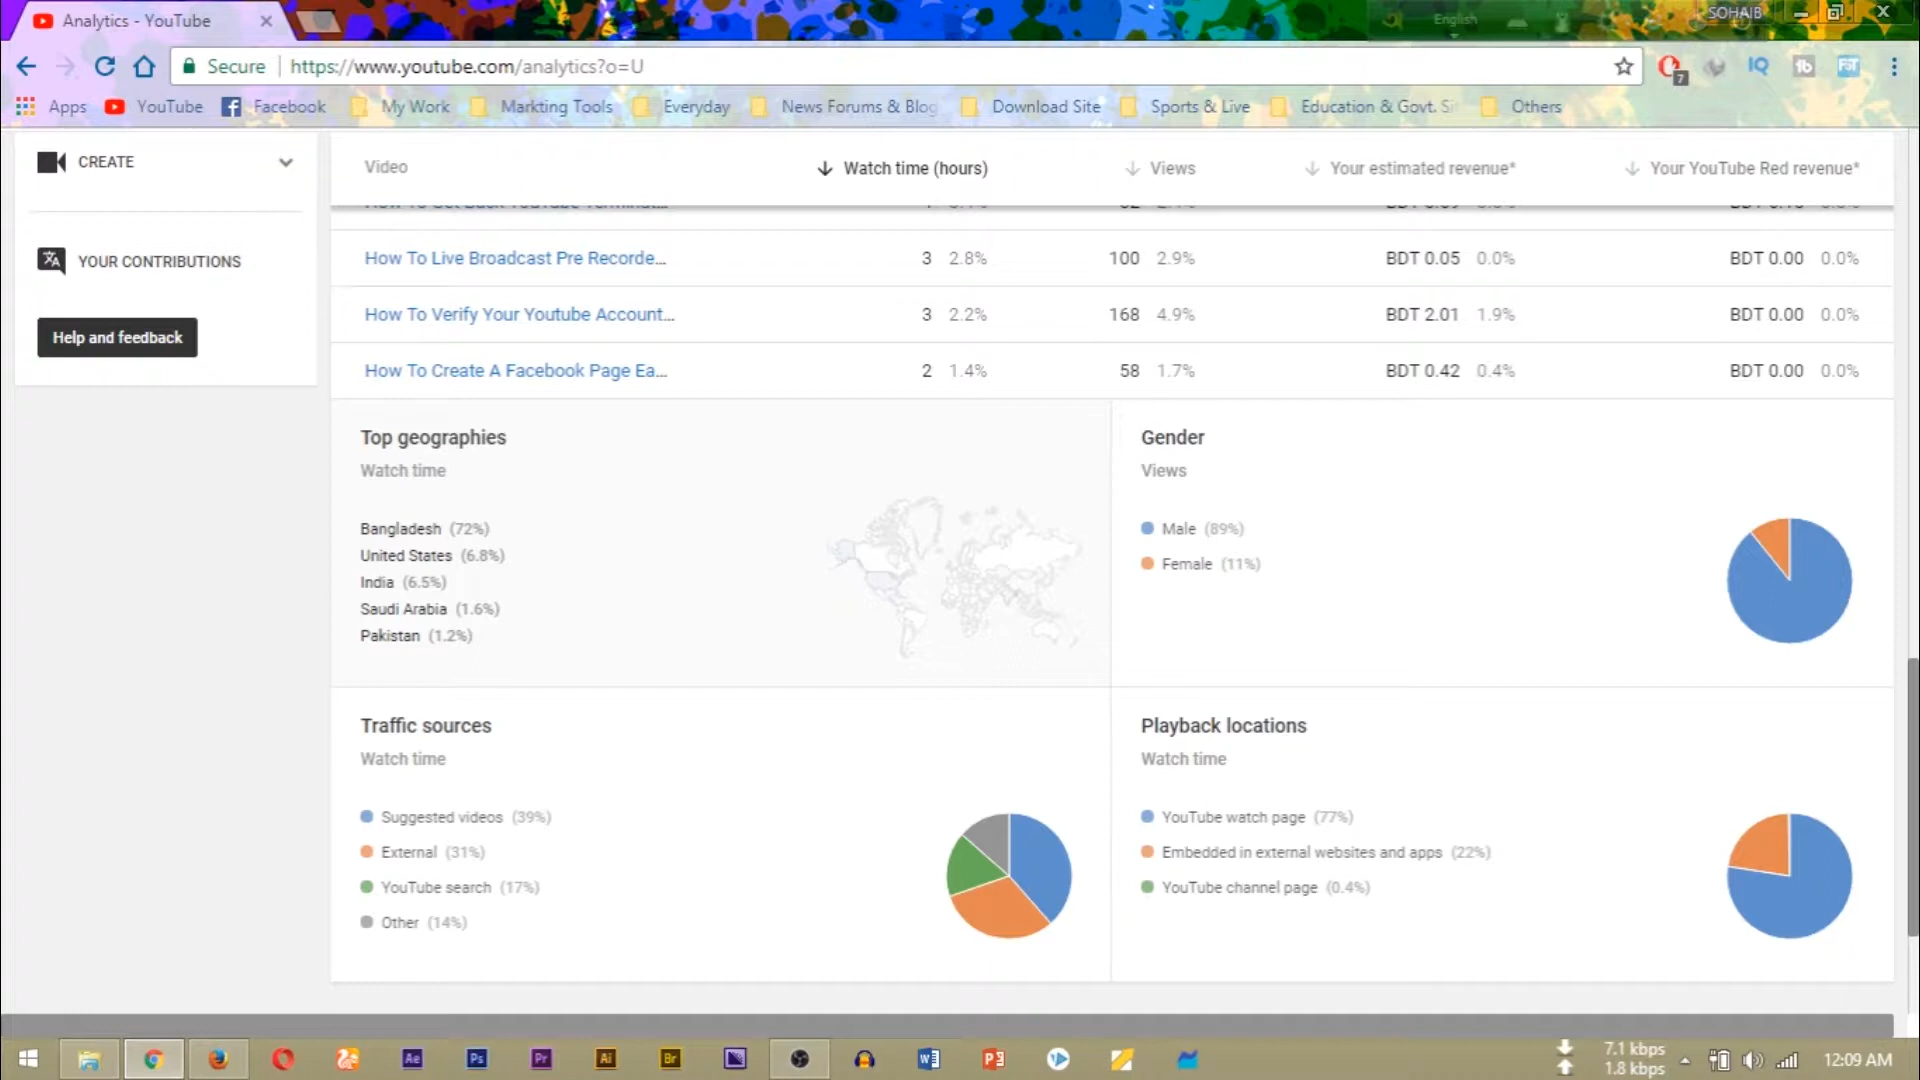 Analytics - YouTube
English
SOHAIB
Secure
https://www.youtube.com/analytics?o=U
7
IQ
Apps
YouTube
Facebook
My Work
Markting Tools
Everyday
News Forums & Blog
Download Site
Sports & Live
Education & Govt. Si
Others
CREATE
YOUR CONTRIBUTIONS
Help and feedback
Video Watch time (hours) Views Your estimated revenue* Your YouTube Red revenue*
How To Live Broadcast Pre Recorde... 3 2.8% 100 2.9% BDT 0.05 0.0% BDT 0.00 0.0%
How To Verify Your Youtube Account... 3 2.2% 168 4.9% BDT 2.01 1.9% BDT 0.00 0.0%
How To Create A Facebook Page Ea... 2 1.4% 58 1.7% BDT 0.42 0.4% BDT 0.00 0.0%
Top geographies
Watch time
Bangladesh (72%)
United States (6.8%)
India (6.5%)
Saudi Arabia (1.6%)
Pakistan (1.2%)
Gender
Views
Male (89%)
Female (11%)
Traffic sources
Watch time
Suggested videos (39%)
External (31%)
YouTube search (17%)
Other (14%)
Playback locations
Watch time
YouTube watch page (77%)
Embedded in external websites and apps (22%)
YouTube channel page (0.4%)
Ae
Ps
Pr
Ai
Br
7.1 kbps
1.8 kbps
12:09 AM